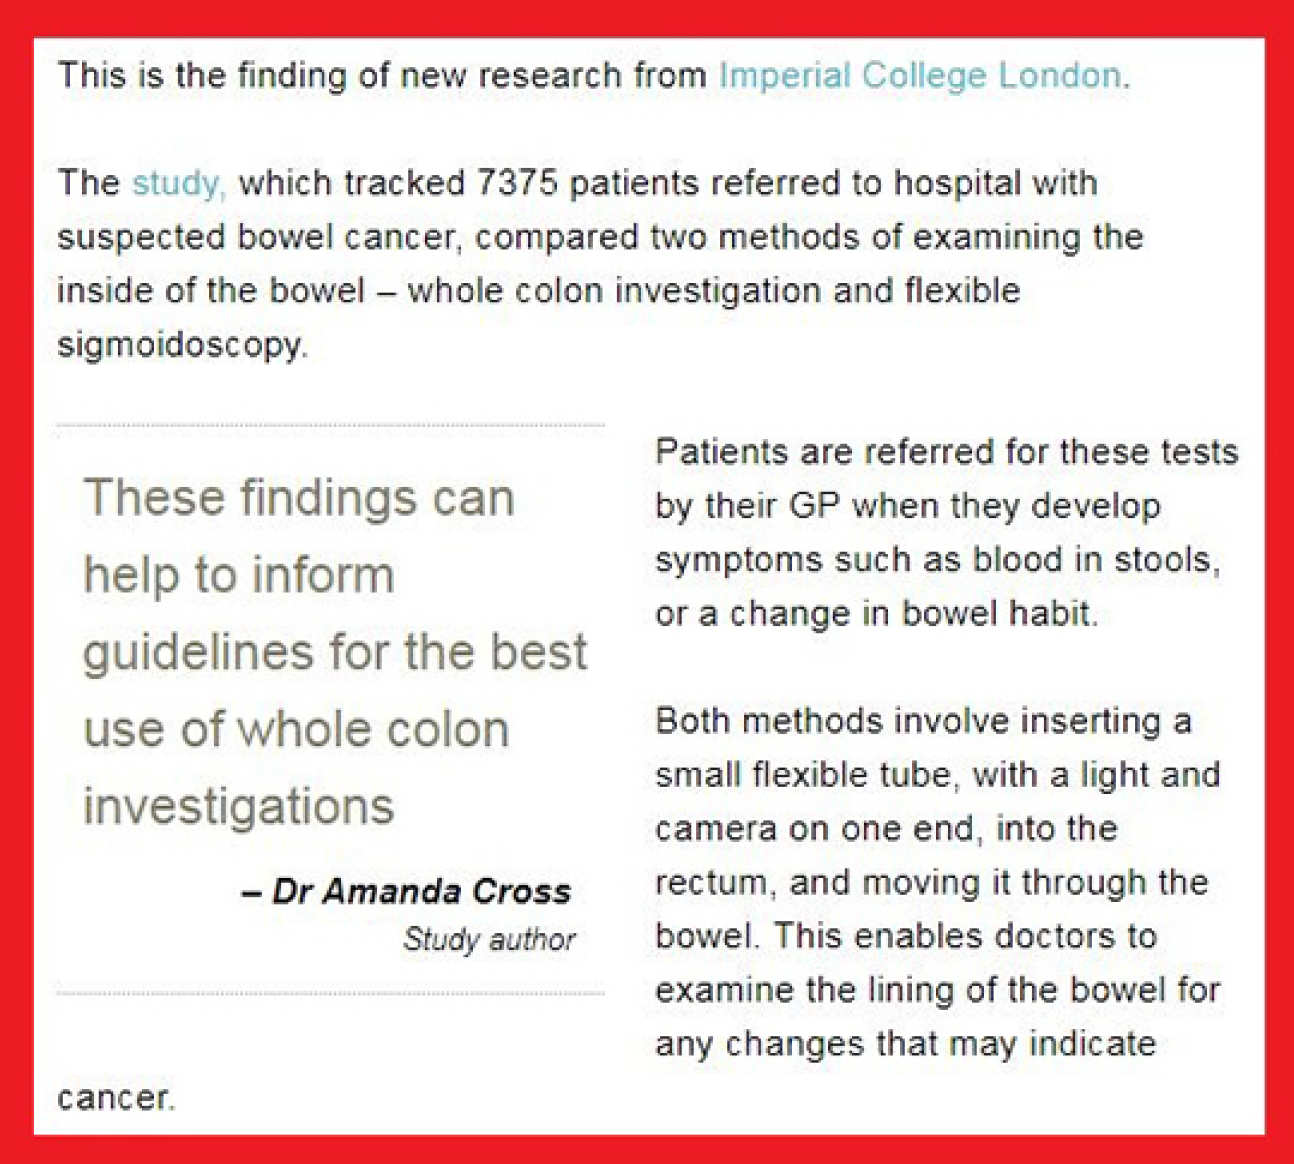 This is the finding of new research from Imperial College London.
The study, which tracked 7375 patients referred to hospital with
suspected bowel cancer, compared two methods of examining the
inside of the bowel – whole colon investigation and flexible
sigmoidoscopy.
These findings can
help to inform
guidelines for the best
use of whole colon
investigations
– Dr Amanda Cross
Study author
Patients are referred for these tests
by their GP when they develop
symptoms such as blood in stools,
or a change in bowel habit.
Both methods involve inserting a
small flexible tube, with a light and
camera on one end, into the
rectum, and moving it through the
bowel. This enables doctors to
examine the lining of the bowel for
any changes that may indicate
cancer.